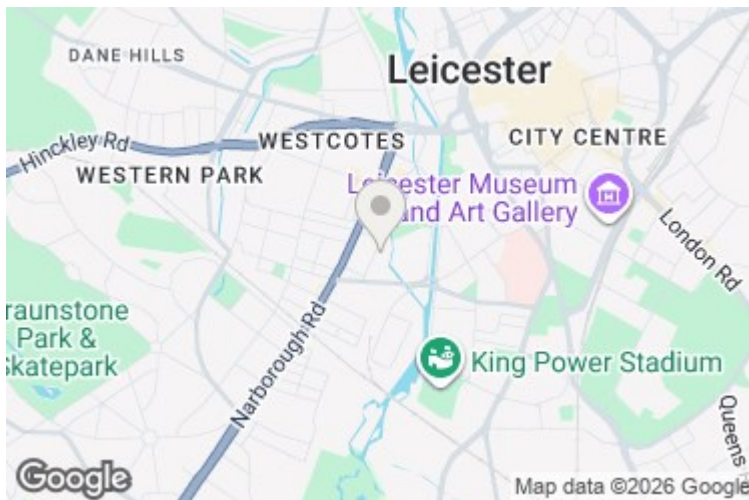 DANE HILLS
Leicester
Hinckley Rd
WESTCOTES
CITY CENTRE
WESTERN PARK
Leicester Museum
and Art Gallery
London Rd
raunstone
Park &
Skatepark
Narborough Rd
King Power Stadium
Queens
Google
Map data ©2026 Google